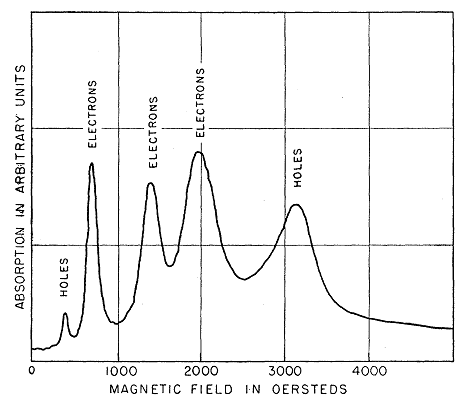 ABSORPTION IN ARBITRARY UNITS
HOLES
ELECTRONS
ELECTRONS
ELECTRONS
HOLES
0 1000 2000 3000 4000
MAGNETIC FIELD IN OERSTEDS